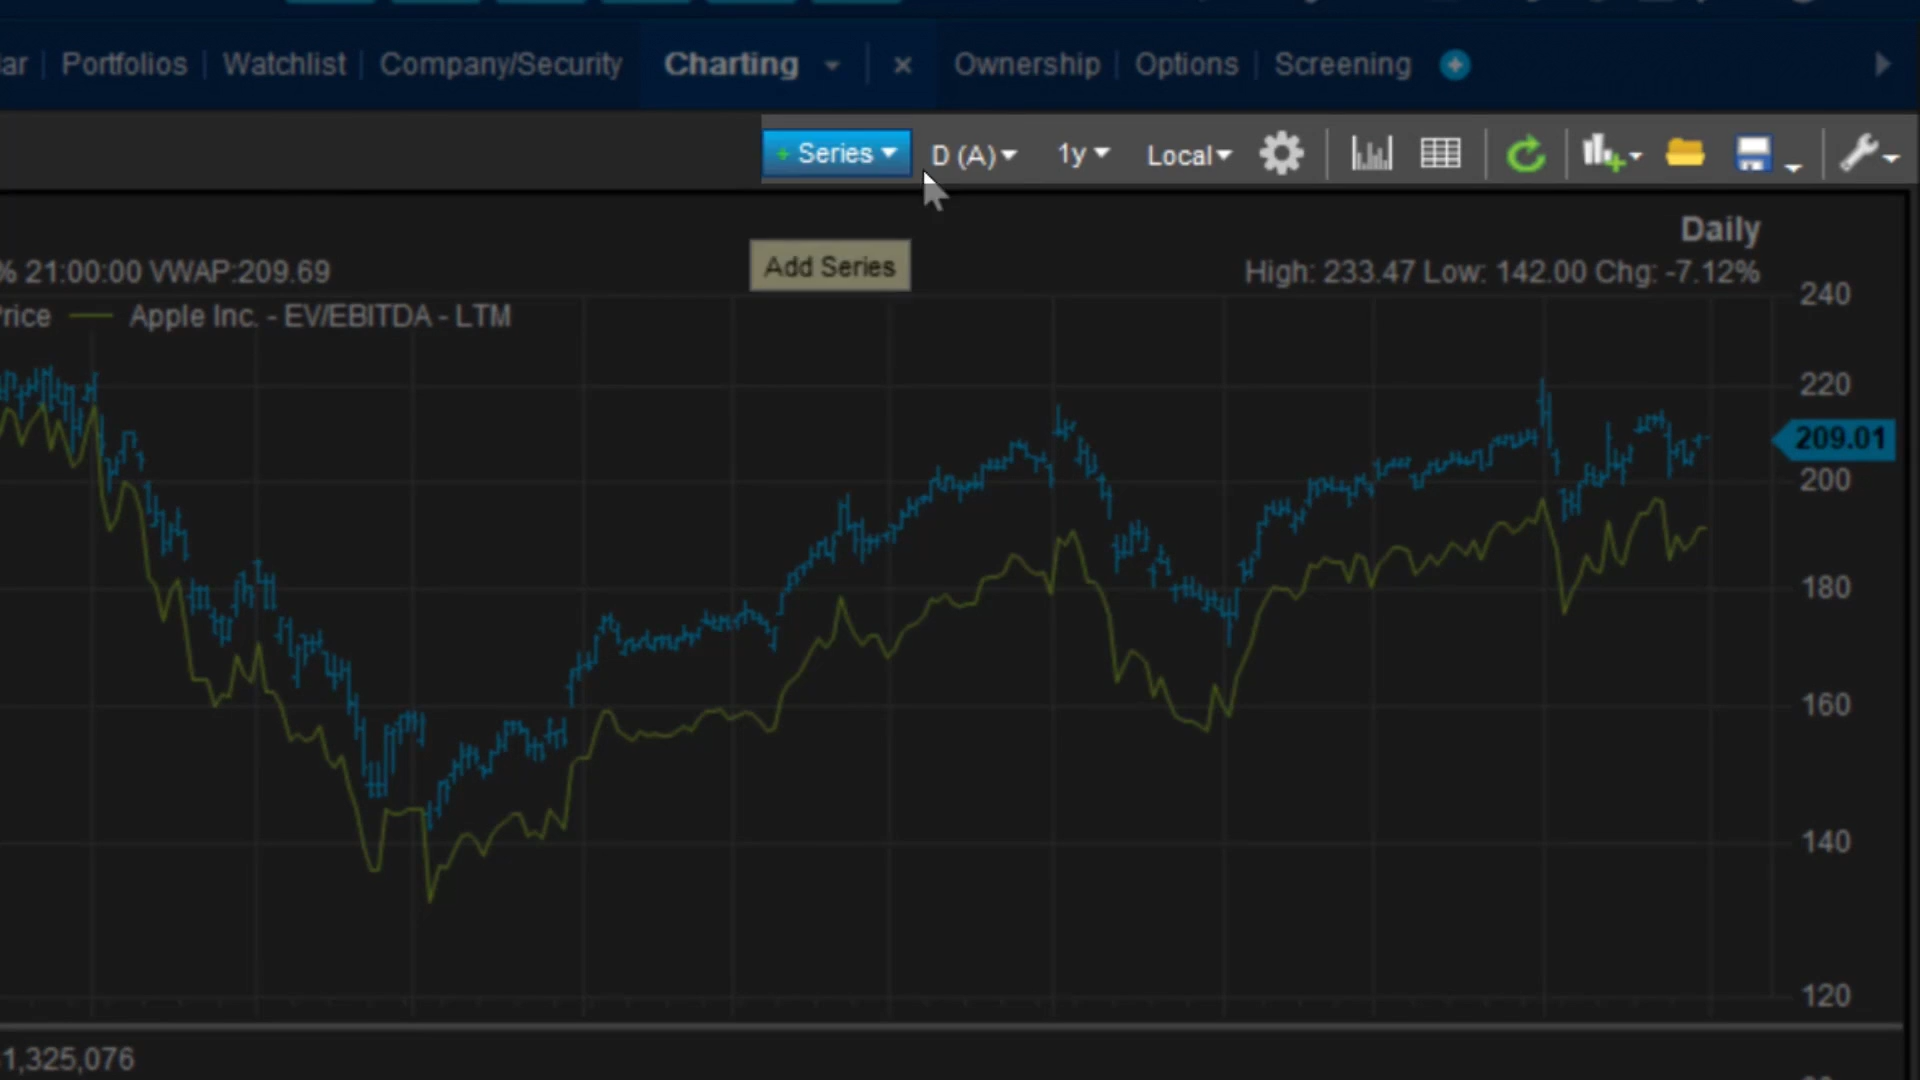 ar Portfolios Watchlist Company/Security Charting × Ownership Options Screening
+ Series D (A) 1y Local
Daily
Add Series
% 21:00:00 VWAP:209.69 High: 233.47 Low: 142.00 Chg: -7.12%
240
Price Apple Inc. - EV/EBITDA - LTM
220
209.01
200
180
160
140
120
1,325,076